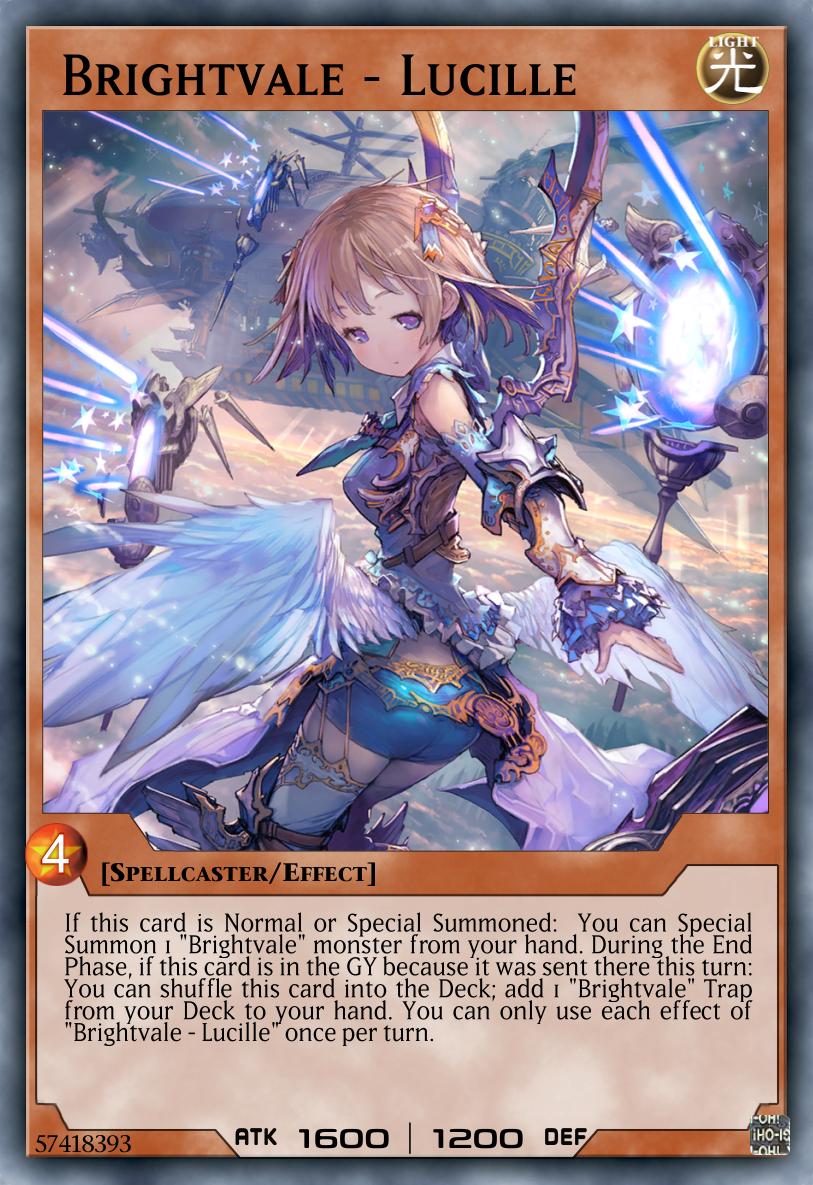 Brightvale - Lucille
LIGHT
光
4
[Spellcaster/Effect]
If this card is Normal or Special Summoned: You can Special
Summon 1 "Brightvale" monster from your hand. During the End
Phase, if this card is in the GY because it was sent there this turn:
You can shuffle this card into the Deck; add 1 "Brightvale" Trap
from your Deck to your hand. You can only use each effect of
"Brightvale - Lucille" once per turn.
57418393
ATK 1600 | 1200 DEF